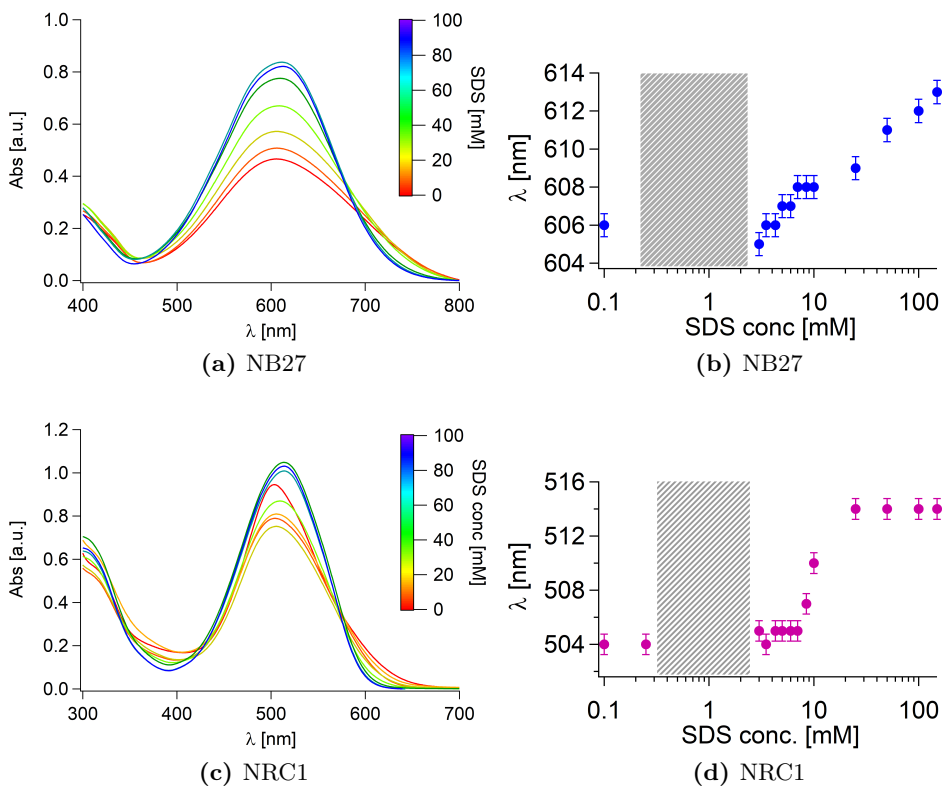 1.0
0.8
0.6
0.4
0.2
0.0
Abs [a.u.]
400 500 600 700 800
λ [nm]
100
80
60
40
20
0
SDS [mM]
(a) NB27
614
612
610
608
606
604
λ [nm]
0.1 1 10 100
SDS conc [mM]
(b) NB27
1.2
1.0
0.8
0.6
0.4
0.2
0.0
Abs [a.u.]
300 400 500 600 700
λ [nm]
100
80
60
40
20
0
SDS conc [mM]
(c) NRC1
516
512
508
504
λ [nm]
0.1 1 10 100
SDS conc. [mM]
(d) NRC1